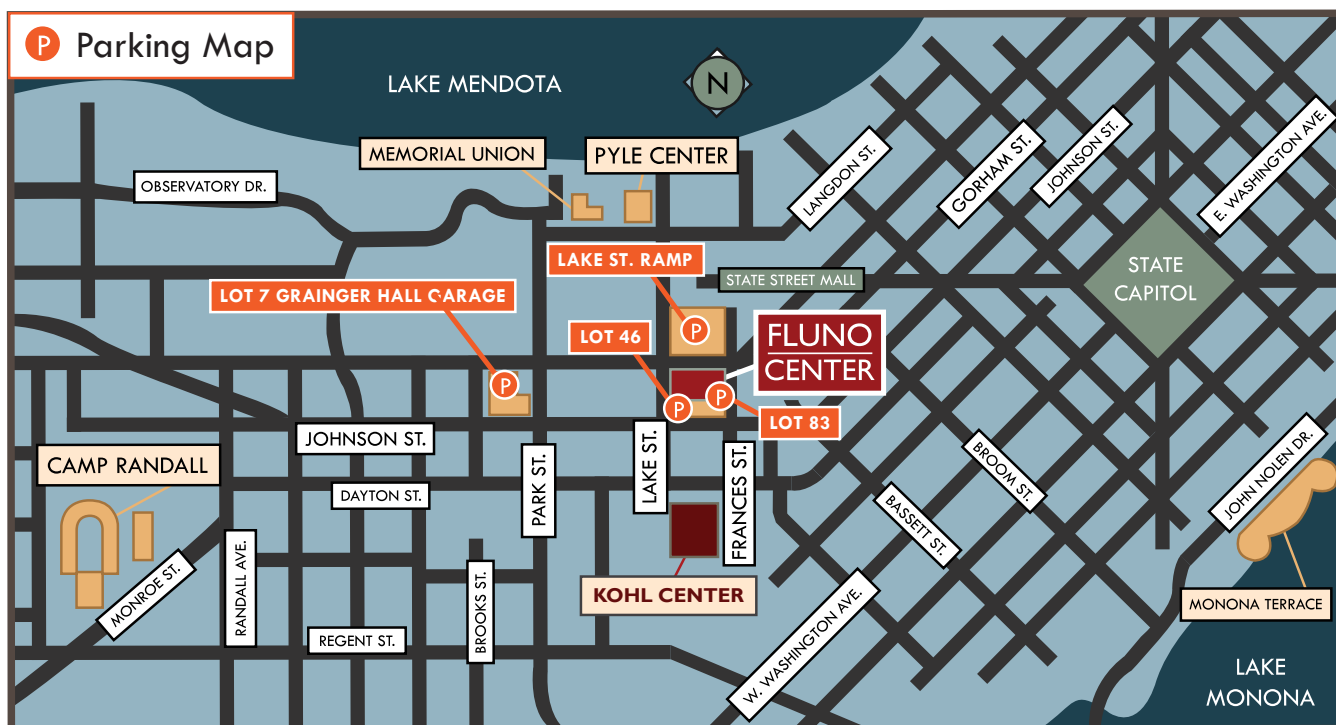 P Parking Map
LAKE MENDOTA
N
MEMORIAL UNION
PYLE CENTER
OBSERVATORY DR.
LANGDON ST.
GORHAM ST.
JOHNSON ST.
E. WASHINGTON AVE.
LAKE ST. RAMP
STATE STREET MALL
STATE
CAPITOL
LOT 7 GRAINGER HALL GARAGE
P
LOT 46
FLUNO
CENTER
P
P
P
LOT 83
JOHNSON ST.
CAMP RANDALL
DAYTON ST.
PARK ST.
LAKE ST.
FRANCES ST.
BROOM ST.
BASSETT ST.
JOHN NOLEN DR.
MONROE ST.
RANDALL AVE.
BROOKS ST.
KOHL CENTER
MONONA TERRACE
REGENT ST.
W. WASHINGTON AVE.
LAKE
MONONA